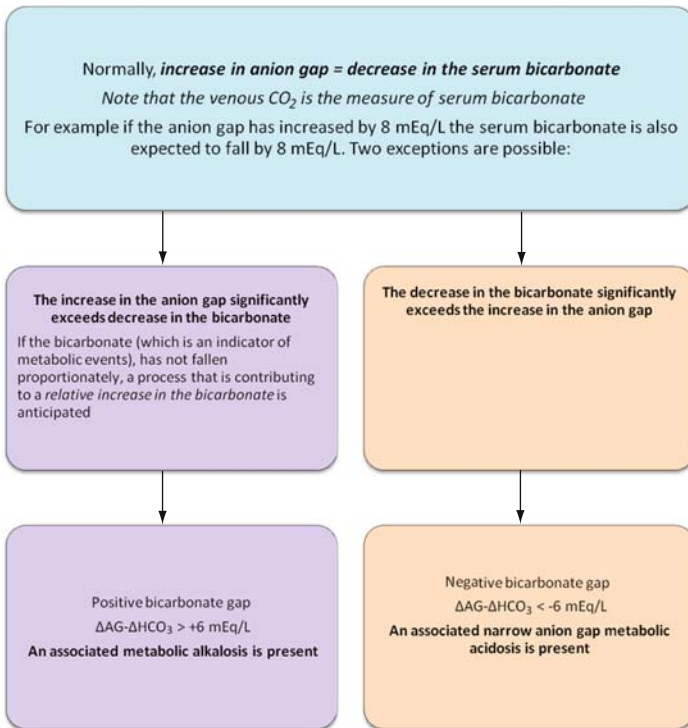 Normally, increase in anion gap = decrease in the serum bicarbonate
Note that the venous CO₂ is the measure of serum bicarbonate
For example if the anion gap has increased by 8 mEq/L the serum bicarbonate is also
expected to fall by 8 mEq/L. Two exceptions are possible:
The increase in the anion gap significantly
exceeds decrease in the bicarbonate
If the bicarbonate (which is an indicator of
metabolic events), has not fallen
proportionately, a process that is contributing
to a relative increase in the bicarbonate is
anticipated
The decrease in the bicarbonate significantly
exceeds the increase in the anion gap
Positive bicarbonate gap
ΔAG-ΔHCO₃ > +6 mEq/L
An associated metabolic alkalosis is present
Negative bicarbonate gap
ΔAG-ΔHCO₃ < -6 mEq/L
An associated narrow anion gap metabolic
acidosis is present